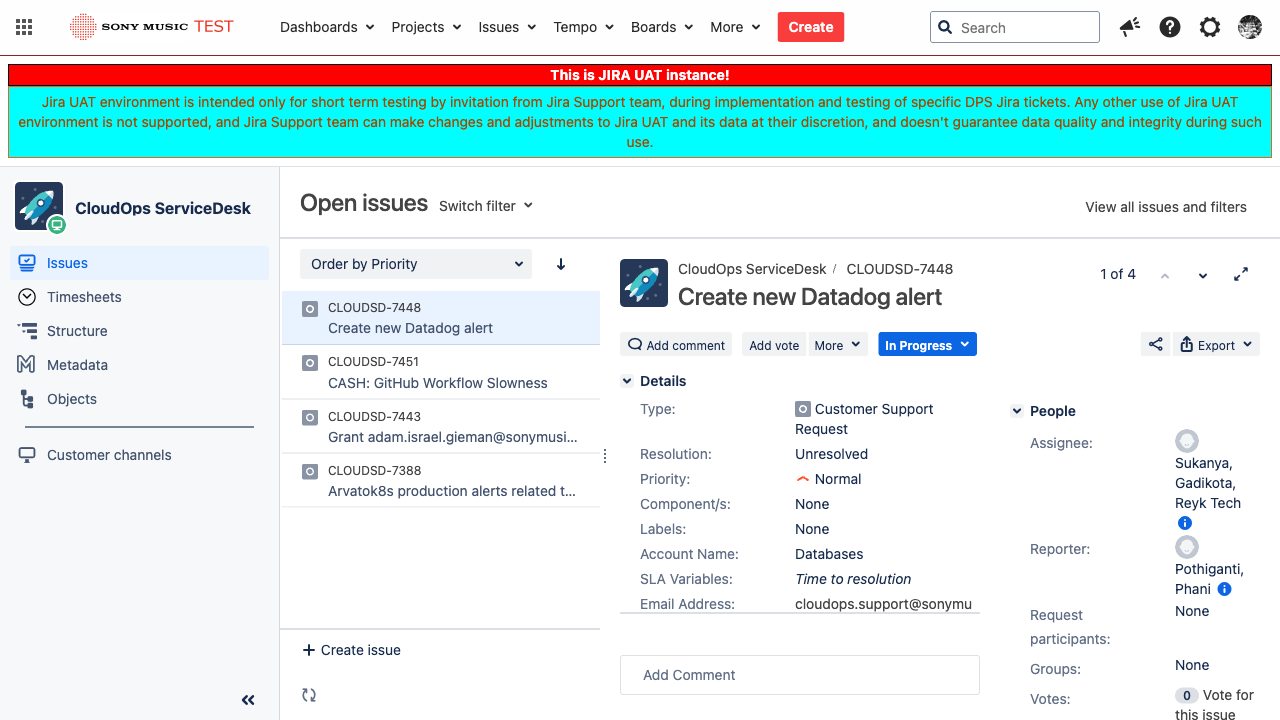 SONY MUSIC TEST
Dashboards Projects Issues Tempo Boards More Create Search
This is JIRA UAT instance!
Jira UAT environment is intended only for short term testing by invitation from Jira Support team, during implementation and testing of specific DPS Jira tickets. Any other use of Jira UAT
environment is not supported, and Jira Support team can make changes and adjustments to Jira UAT and its data at their discretion, and doesn't guarantee data quality and integrity during such
use.
CloudOps ServiceDesk
Issues
Timesheets
Structure
Metadata
Objects
Customer channels
Open issues Switch filter
View all issues and filters
Order by Priority
CLOUDSD-7448
Create new Datadog alert
CLOUDSD-7451
CASH: GitHub Workflow Slowness
CLOUDSD-7443
Grant adam.israel.gieman@sonymusi...
CLOUDSD-7388
Arvatok8s production alerts related t...
Create issue
CloudOps ServiceDesk / CLOUDSD-7448
Create new Datadog alert
1 of 4
Add comment Add vote More In Progress Export
Details
Type: Customer Support
Request
Resolution: Unresolved
Priority: Normal
Component/s: None
Labels: None
Account Name: Databases
SLA Variables: Time to resolution
Email Address: cloudops.support@sonymu
Add Comment
People
Assignee:
Sukanya,
Gadikota,
Reyk Tech
Reporter:
Pothiganti,
Phani
Request None
participants:
Groups: None
Votes: 0 Vote for
this issue